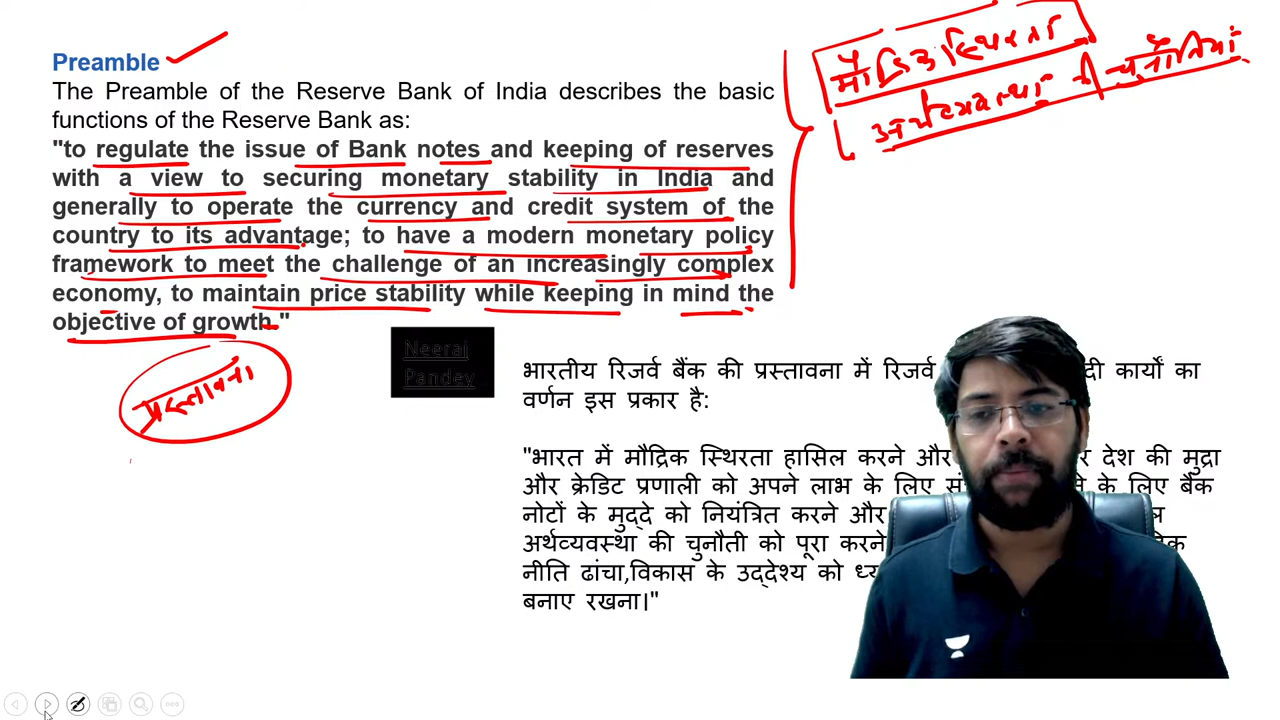 Preamble
The Preamble of the Reserve Bank of India describes the basic
functions of the Reserve Bank as:
"to regulate the issue of Bank notes and keeping of reserves
with a view to securing monetary stability in India and
generally to operate the currency and credit system of the
country to its advantage; to have a modern monetary policy
framework to meet the challenge of an increasingly complex
economy, to maintain price stability while keeping in mind the
objective of growth."
मौद्रिक स्थिरता
अर्थव्यवस्था की चुनौतियां
प्रस्तावना
Neeraj
Pandey
भारतीय रिजर्व बैंक की प्रस्तावना में रिजर्व दी कार्यों का
वर्णन इस प्रकार है:
"भारत में मौद्रिक स्थिरता हासिल करने और र देश की मुद्रा
और क्रेडिट प्रणाली को अपने लाभ के लिए सं के लिए बैंक
नोटों के मुद्दे को नियंत्रित करने और
अर्थव्यवस्था की चुनौती को पूरा करने
नीति ढांचा,विकास के उद्देश्य को
बनाए रखना।"